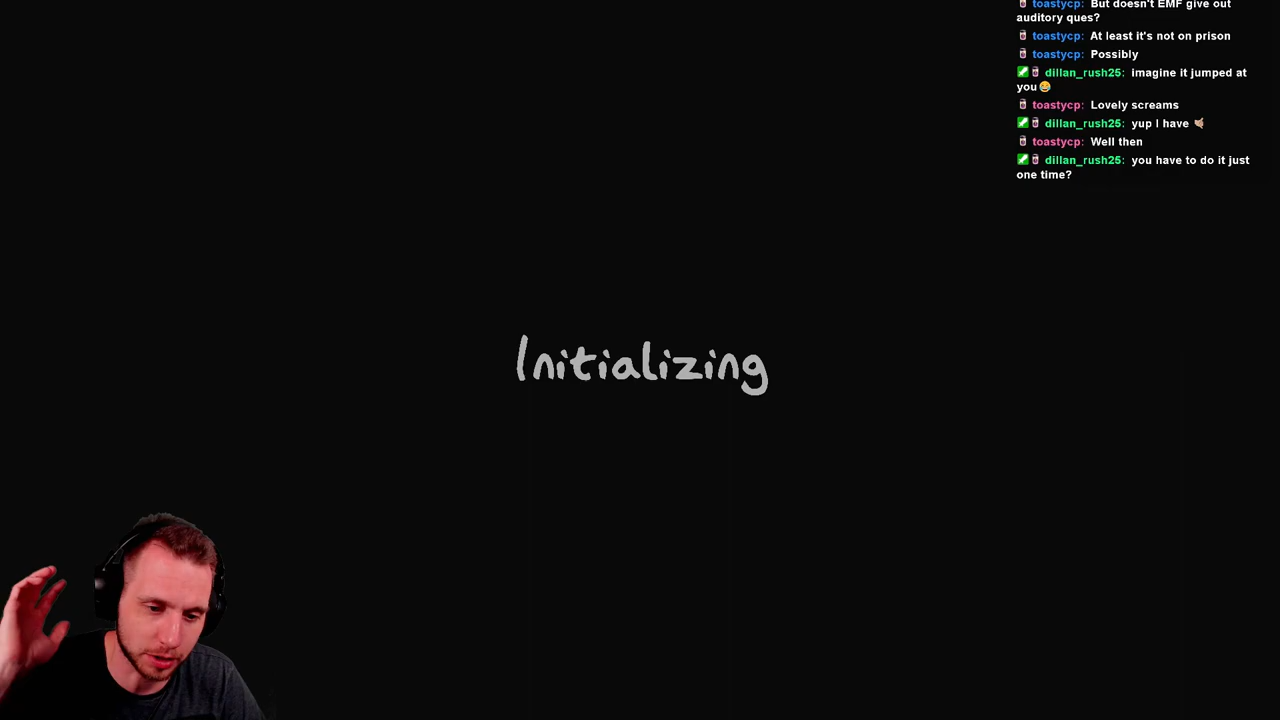 toastycp: But doesn't EMF give out
auditory ques?
toastycp: At least it's not on prison
toastycp: Possibly
dillan_rush25: imagine it jumped at
you😂
toastycp: Lovely screams
dillan_rush25: yup I have 🤙🏼
toastycp: Well then
dillan_rush25: you have to do it just
one time?
Initializing